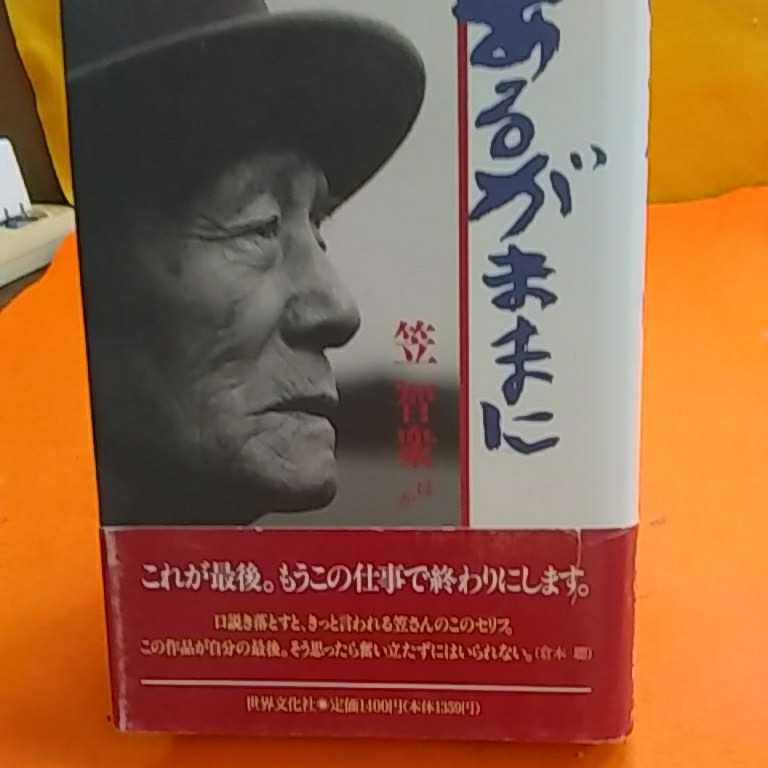 あるがままに
笠 智衆
これが最後。もうこの仕事で終わりにします。
口説き落とすと、きっと言われる笠さんのこのセリフ。
この作品が自分の最後。そう思ったら奮い立たずにはいられない。(倉本 聰)
世界文化社●定価1400円(本体1359円)